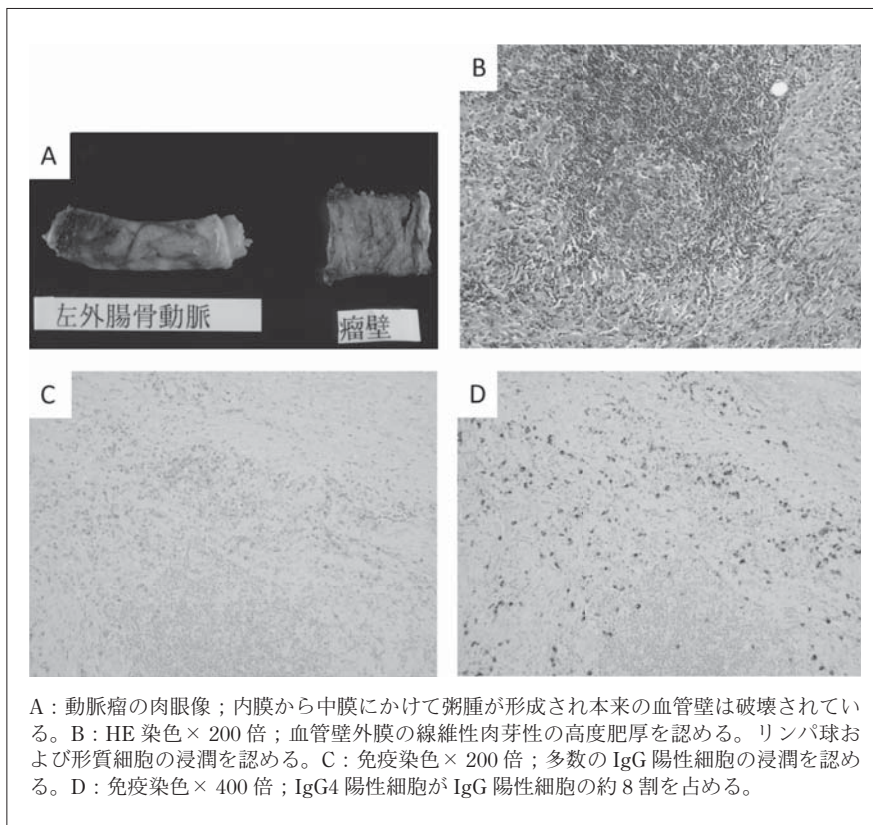 A
B
左外腸骨動脈
瘤壁
C
D
A：動脈瘤の肉眼像；内膜から中膜にかけて粥腫が形成され本来の血管壁は破壊されてい
る。B：HE 染色× 200 倍；血管壁外膜の線維性肉芽性の高度肥厚を認める。リンパ球お
よび形質細胞の浸潤を認める。C：免疫染色× 200 倍；多数の IgG 陽性細胞の浸潤を認め
る。D：免疫染色× 400 倍；IgG4 陽性細胞が IgG 陽性細胞の約 8 割を占める。